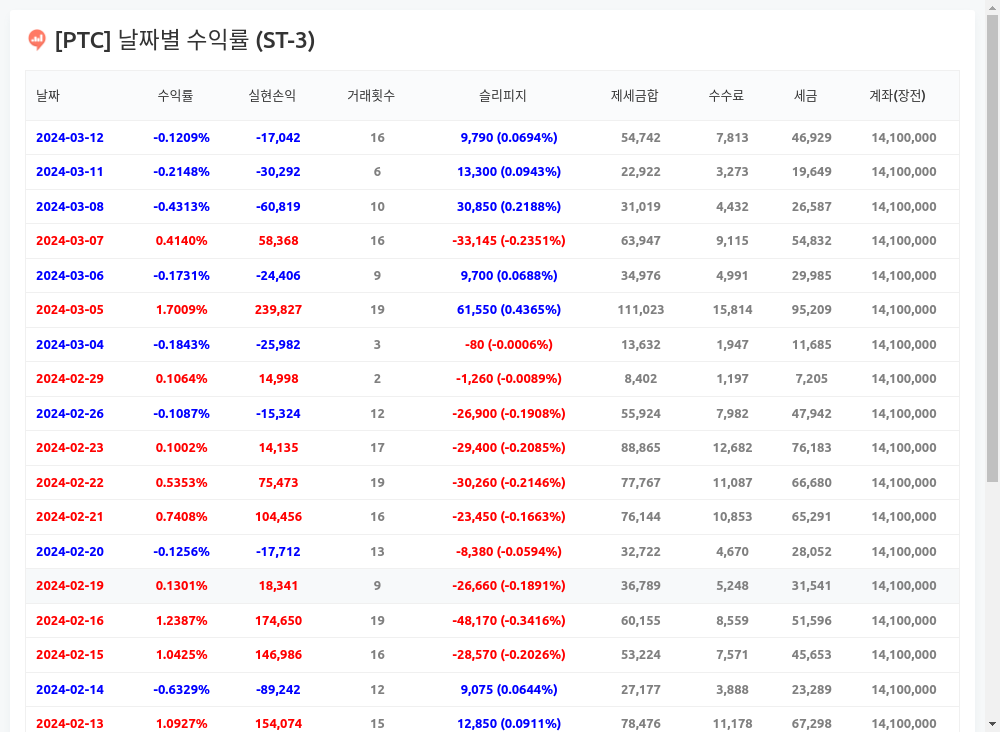 [PTC] 날짜별 수익률 (ST-3)
날짜 수익률 실현손익 거래횟수 슬리피지 제세금합 수수료 세금 계좌(장전)
2024-03-12 -0.1209% -17,042 16 9,790 (0.0694%) 54,742 7,813 46,929 14,100,000
2024-03-11 -0.2148% -30,292 6 13,300 (0.0943%) 22,922 3,273 19,649 14,100,000
2024-03-08 -0.4313% -60,819 10 30,850 (0.2188%) 31,019 4,432 26,587 14,100,000
2024-03-07 0.4140% 58,368 16 -33,145 (-0.2351%) 63,947 9,115 54,832 14,100,000
2024-03-06 -0.1731% -24,406 9 9,700 (0.0688%) 34,976 4,991 29,985 14,100,000
2024-03-05 1.7009% 239,827 19 61,550 (0.4365%) 111,023 15,814 95,209 14,100,000
2024-03-04 -0.1843% -25,982 3 -80 (-0.0006%) 13,632 1,947 11,685 14,100,000
2024-02-29 0.1064% 14,998 2 -1,260 (-0.0089%) 8,402 1,197 7,205 14,100,000
2024-02-26 -0.1087% -15,324 12 -26,900 (-0.1908%) 55,924 7,982 47,942 14,100,000
2024-02-23 0.1002% 14,135 17 -29,400 (-0.2085%) 88,865 12,682 76,183 14,100,000
2024-02-22 0.5353% 75,473 19 -30,260 (-0.2146%) 77,767 11,087 66,680 14,100,000
2024-02-21 0.7408% 104,456 16 -23,450 (-0.1663%) 76,144 10,853 65,291 14,100,000
2024-02-20 -0.1256% -17,712 13 -8,380 (-0.0594%) 32,722 4,670 28,052 14,100,000
2024-02-19 0.1301% 18,341 9 -26,660 (-0.1891%) 36,789 5,248 31,541 14,100,000
2024-02-16 1.2387% 174,650 19 -48,170 (-0.3416%) 60,155 8,559 51,596 14,100,000
2024-02-15 1.0425% 146,986 16 -28,570 (-0.2026%) 53,224 7,571 45,653 14,100,000
2024-02-14 -0.6329% -89,242 12 9,075 (0.0644%) 27,177 3,888 23,289 14,100,000
2024-02-13 1.0927% 154,074 15 12,850 (0.0911%) 78,476 11,178 67,298 14,100,000